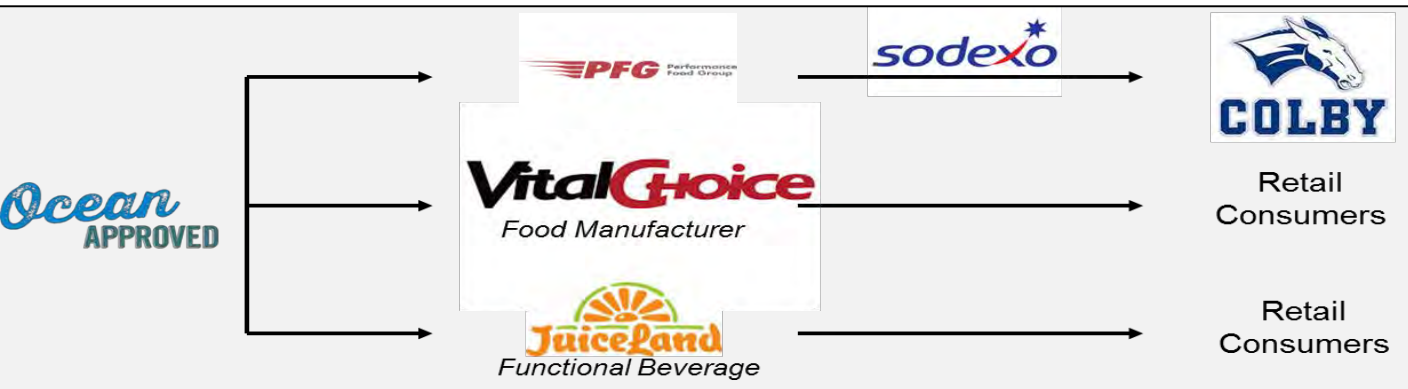 PFG Performance
Food Group
sodexo
COLBY
Ocean
APPROVED
VitalChoice
Food Manufacturer
Retail
Consumers
JuiceLand
Functional Beverage
Retail
Consumers